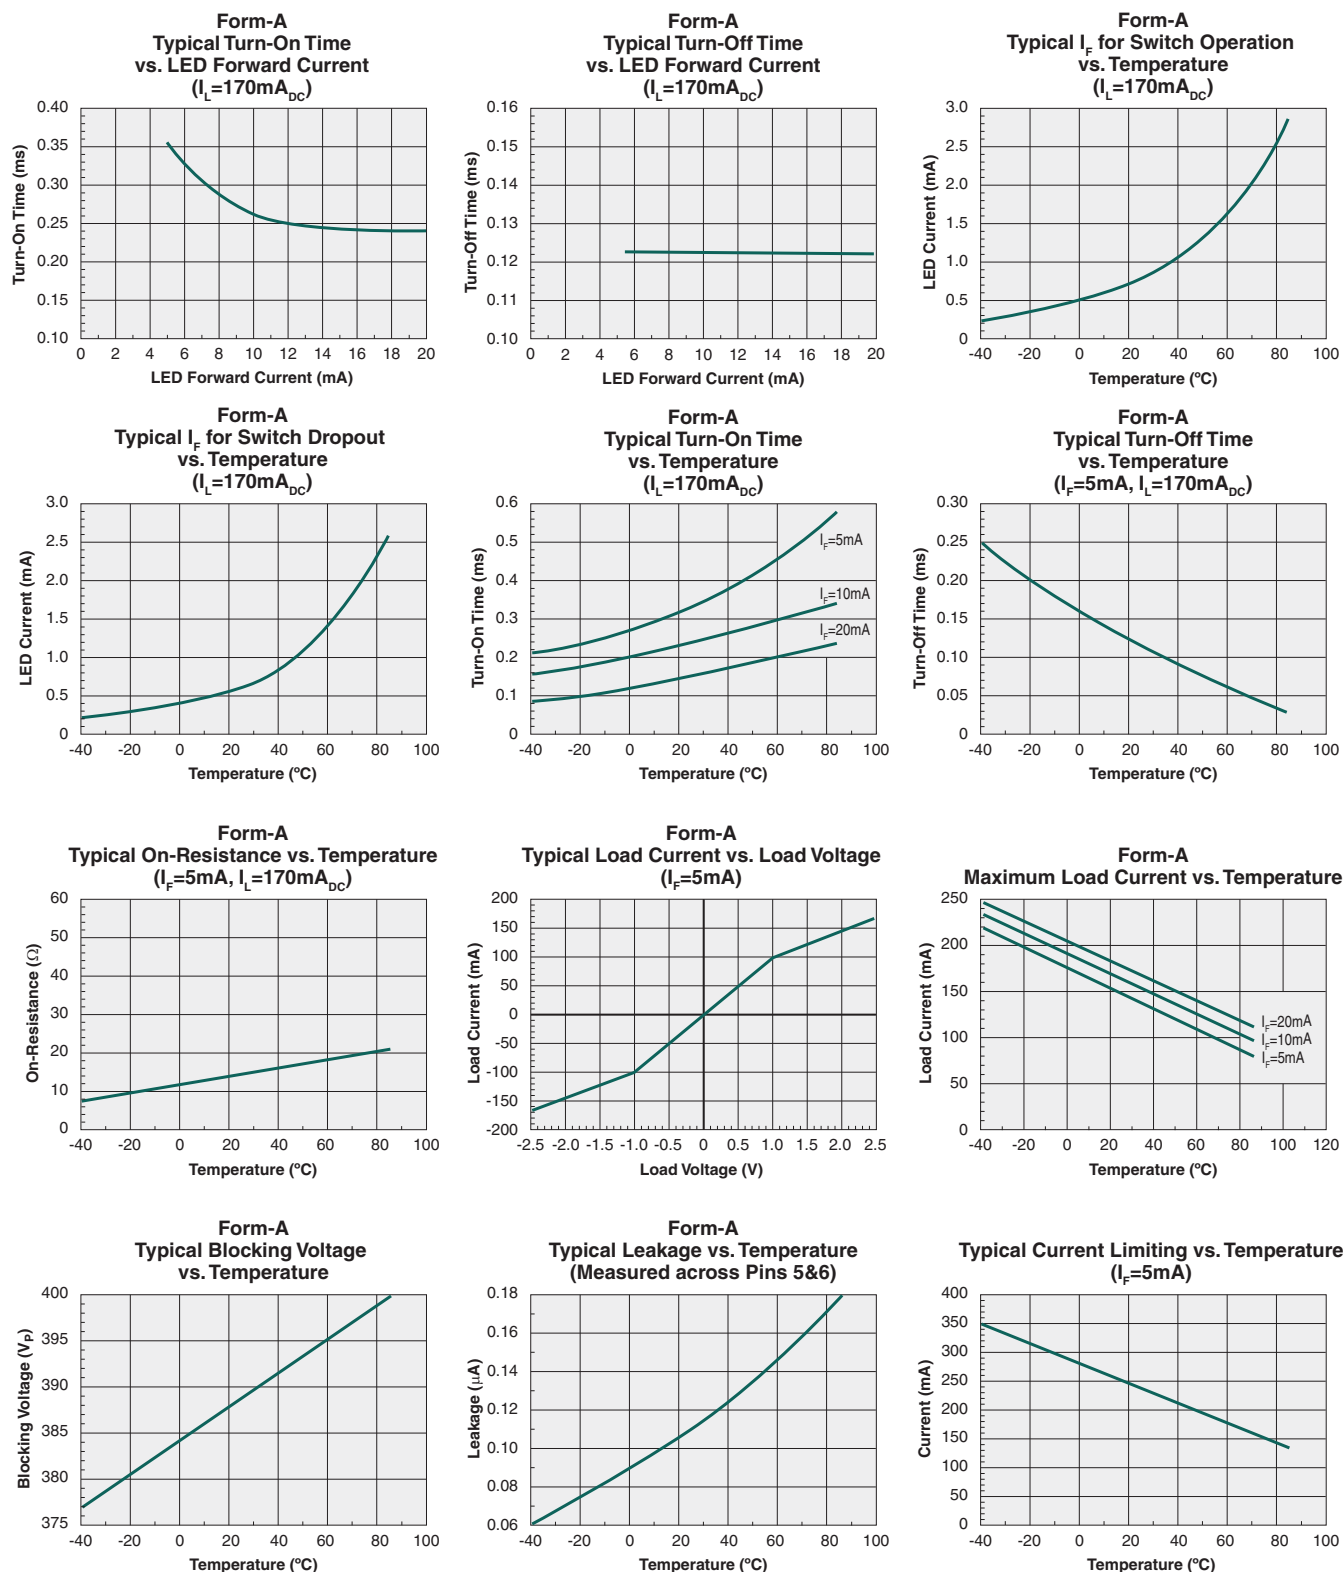 Form-A
Typical Turn-On Time
vs. LED Forward Current
(IL=170mADC)
Turn-On Time (ms)
0.40
0.35
0.30
0.25
0.20
0.15
0.10
0 2 4 6 8 10 12 14 16 18 20
LED Forward Current (mA)
Form-A
Typical Turn-Off Time
vs. LED Forward Current
(IL=170mADC)
Turn-Off Time (ms)
0.16
0.15
0.14
0.13
0.12
0.11
0.10
0 2 4 6 8 10 12 14 16 18 20
LED Forward Current (mA)
Form-A
Typical IF for Switch Operation
vs. Temperature
(IL=170mADC)
LED Current (mA)
3.0
2.5
2.0
1.5
1.0
0.5
0
-40 -20 0 20 40 60 80 100
Temperature (ºC)
Form-A
Typical IF for Switch Dropout
vs. Temperature
(IL=170mADC)
LED Current (mA)
3.0
2.5
2.0
1.5
1.0
0.5
0
-40 -20 0 20 40 60 80 100
Temperature (ºC)
Form-A
Typical Turn-On Time
vs. Temperature
(IL=170mADC)
Turn-On Time (ms)
0.6
0.5
0.4
0.3
0.2
0.1
0
IF=5mA
IF=10mA
IF=20mA
-40 -20 0 20 40 60 80 100
Temperature (ºC)
Form-A
Typical Turn-Off Time
vs. Temperature
(IF=5mA, IL=170mADC)
Turn-Off Time (ms)
0.30
0.25
0.20
0.15
0.10
0.05
0
-40 -20 0 20 40 60 80 100
Temperature (ºC)
Form-A
Typical On-Resistance vs. Temperature
(IF=5mA, IL=170mADC)
On-Resistance (Ω)
60
50
40
30
20
10
0
-40 -20 0 20 40 60 80 100
Temperature (ºC)
Form-A
Typical Load Current vs. Load Voltage
(IF=5mA)
Load Current (mA)
200
150
100
50
0
-50
-100
-150
-200
-2.5 -2.0 -1.5 -1.0 -0.5 0 0.5 1.0 1.5 2.0 2.5
Load Voltage (V)
Form-A
Maximum Load Current vs. Temperature
Load Current (mA)
250
200
150
100
50
0
IF=20mA
IF=10mA
IF=5mA
-40 -20 0 20 40 60 80 100 120
Temperature (ºC)
Form-A
Typical Blocking Voltage
vs. Temperature
Blocking Voltage (VP)
400
395
390
385
380
375
-40 -20 0 20 40 60 80 100
Temperature (ºC)
Form-A
Typical Leakage vs. Temperature
(Measured across Pins 5&6)
Leakage (μA)
0.18
0.16
0.14
0.12
0.10
0.08
0.06
-40 -20 0 20 40 60 80 100
Temperature (ºC)
Typical Current Limiting vs. Temperature
(IF=5mA)
Current (mA)
400
350
300
250
200
150
100
50
0
-40 -20 0 20 40 60 80 100
Temperature (ºC)